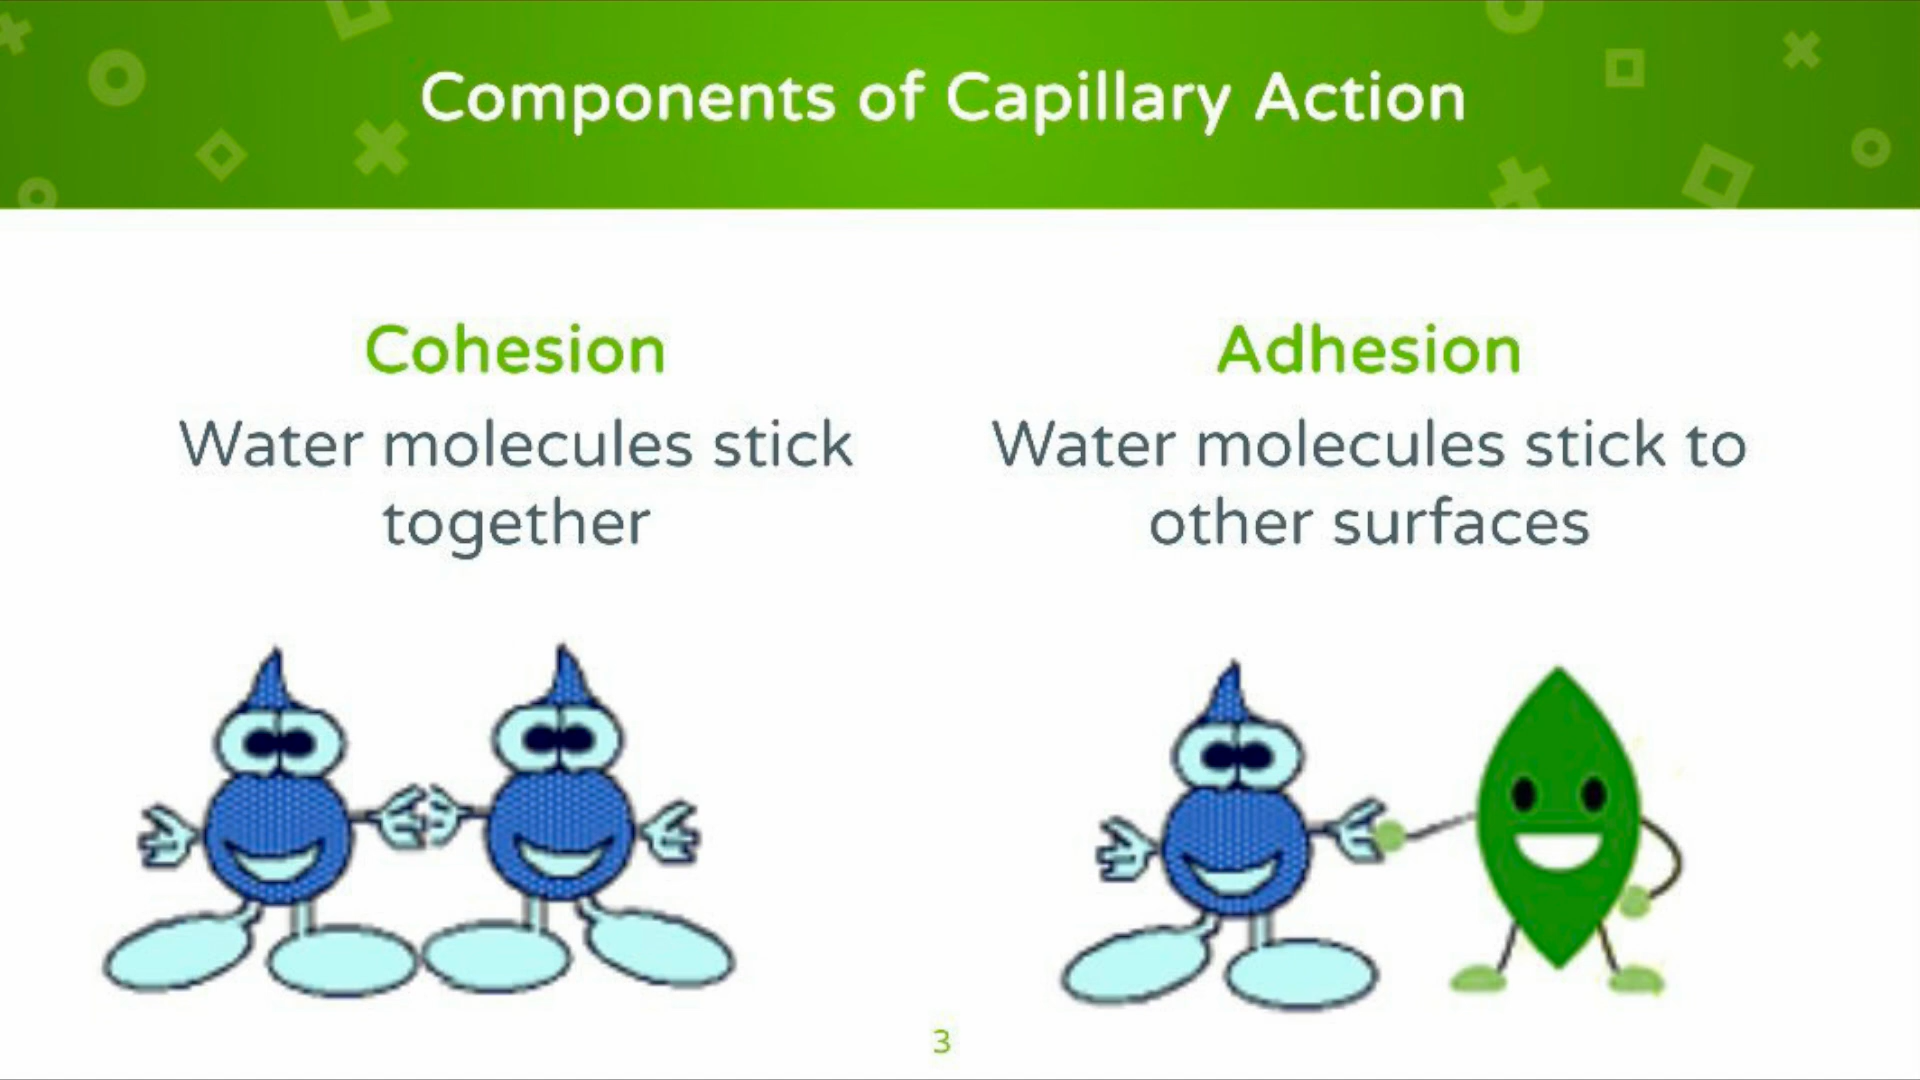 Components of Capillary Action
Cohesion
Water molecules stick
together
Adhesion
Water molecules stick to
other surfaces
3